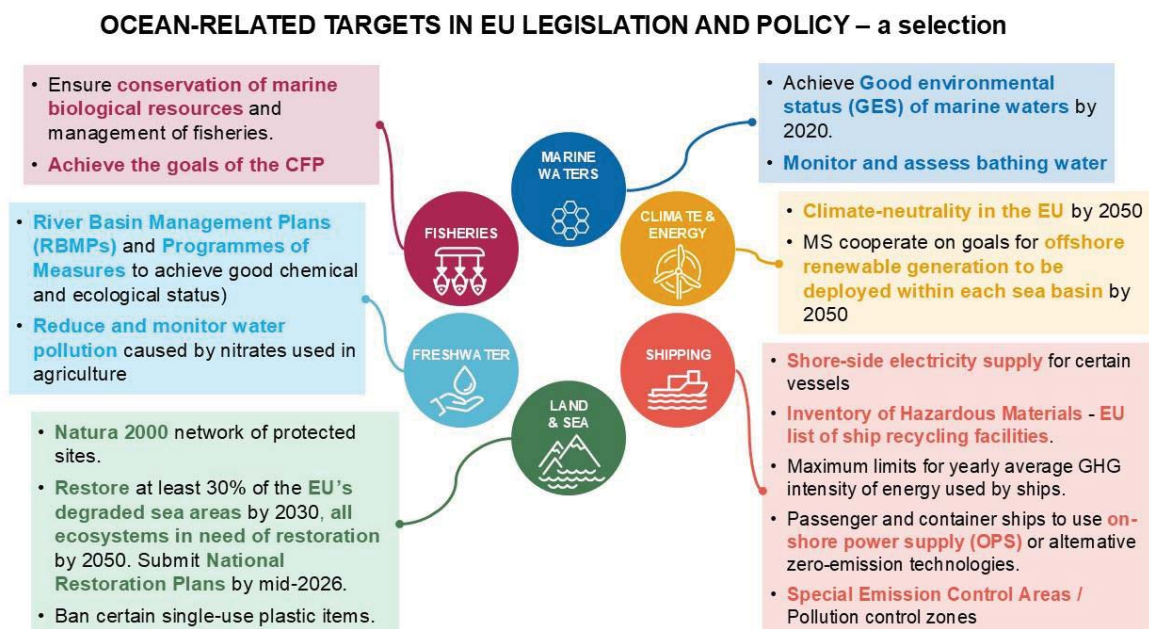 OCEAN-RELATED TARGETS IN EU LEGISLATION AND POLICY – a selection
• Ensure conservation of marine
biological resources and
management of fisheries.
• Achieve the goals of the CFP
• River Basin Management Plans
(RBMPs) and Programmes of
Measures to achieve good chemical
and ecological status)
• Reduce and monitor water
pollution caused by nitrates used in
agriculture
• Natura 2000 network of protected
sites.
• Restore at least 30% of the EU’s
degraded sea areas by 2030, all
ecosystems in need of restoration
by 2050. Submit National
Restoration Plans by mid-2026.
• Ban certain single-use plastic items.
MARINE
WATERS
FISHERIES
CLIMATE &
ENERGY
FRESHWATER
SHIPPING
LAND
& SEA
• Achieve Good environmental
status (GES) of marine waters by
2020.
• Monitor and assess bathing water
• Climate-neutrality in the EU by 2050
• MS cooperate on goals for offshore
renewable generation to be
deployed within each sea basin by
2050
• Shore-side electricity supply for certain
vessels
• Inventory of Hazardous Materials - EU
list of ship recycling facilities.
• Maximum limits for yearly average GHG
intensity of energy used by ships.
• Passenger and container ships to use on-
shore power supply (OPS) or alternative
zero-emission technologies.
• Special Emission Control Areas /
Pollution control zones